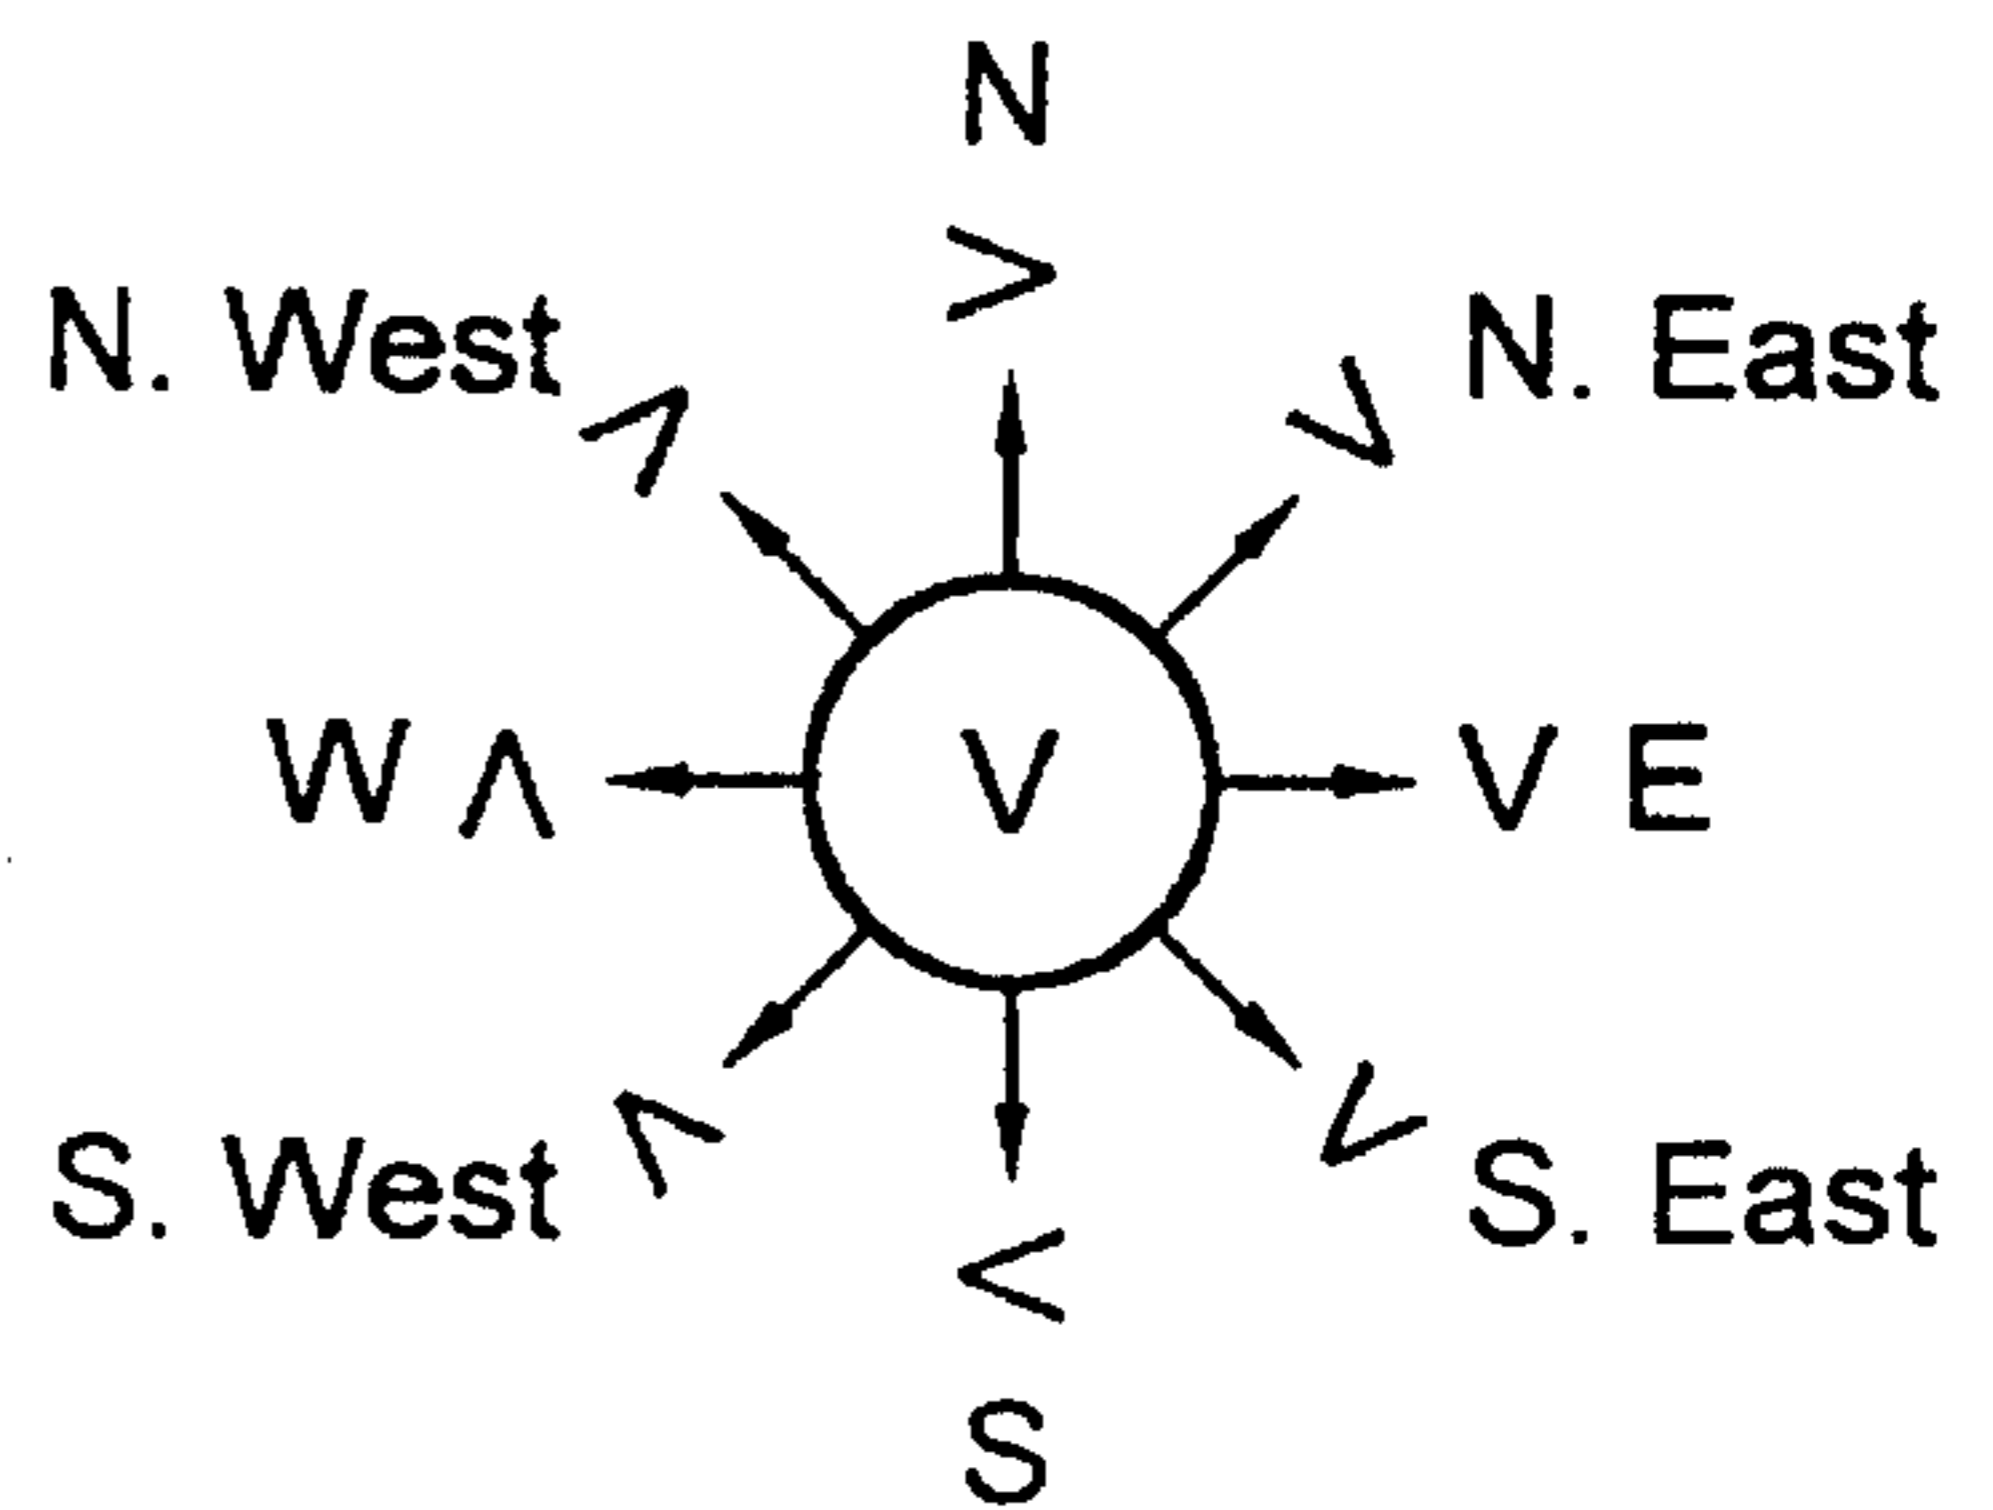 N
>
N. West > V N. East
W Λ V V E
S. West < V S. East
<
S